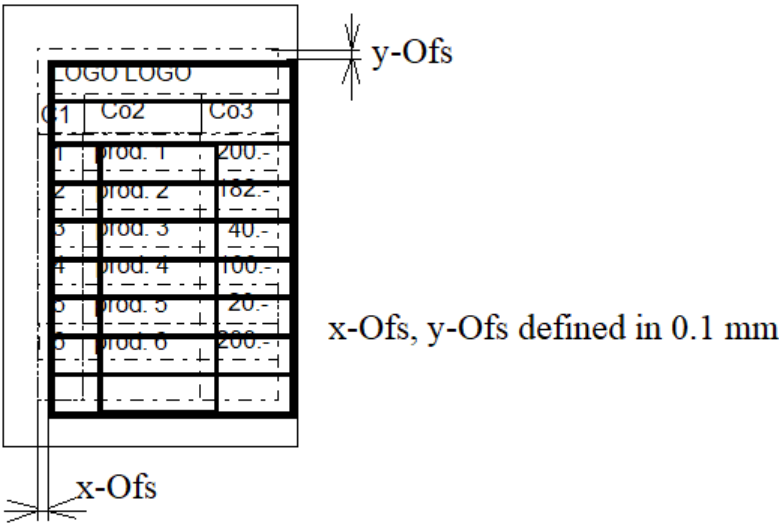 y-Ofs
LOGO LOGO
C1 Co2 Co3
1 prod. 1 200.-
2 prod. 2 182.-
3 prod. 3 40.-
4 prod. 4 100.-
5 prod. 5 20.-
x-Ofs, y-Ofs defined in 0.1 mm
6 prod. 6 200.-
x-Ofs